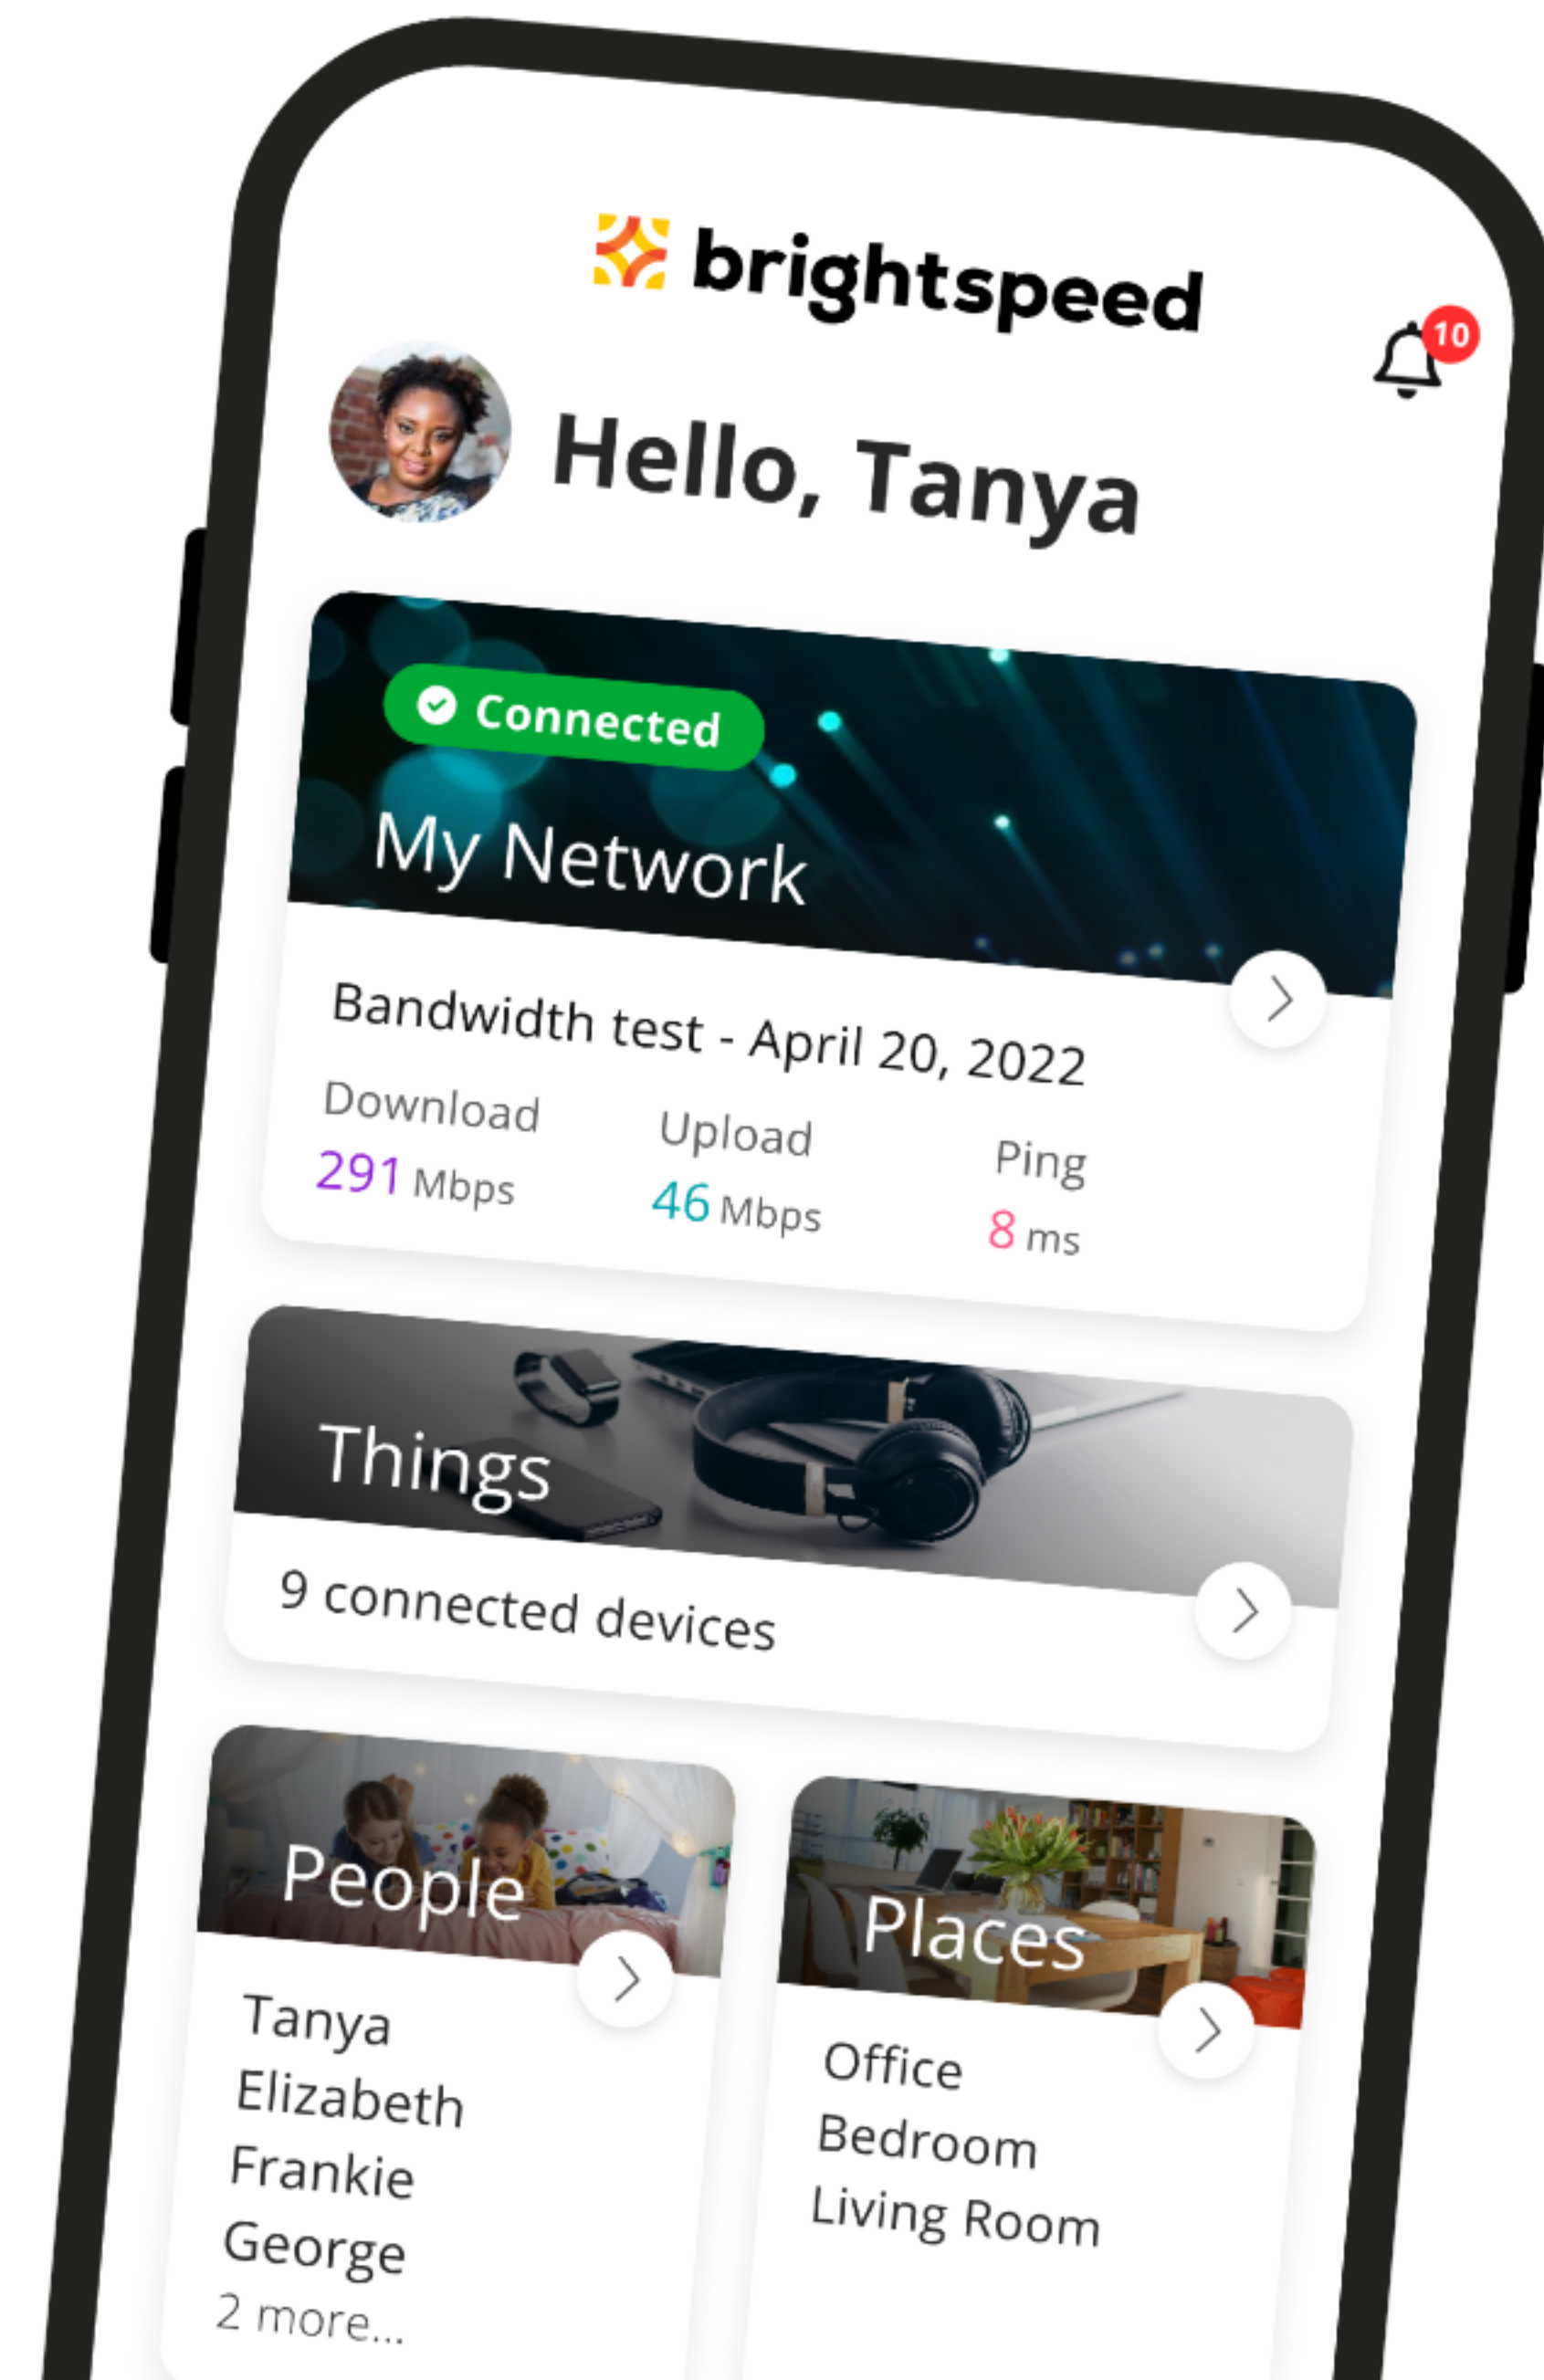 brightspeed
10
Hello, Tanya
Connected
My Network
Bandwidth test - April 20, 2022
Download Upload Ping
291 Mbps 46 Mbps 8 ms
Things
9 connected devices
People
Tanya
Elizabeth
Frankie
George
2 more...
Places
Office
Bedroom
Living Room